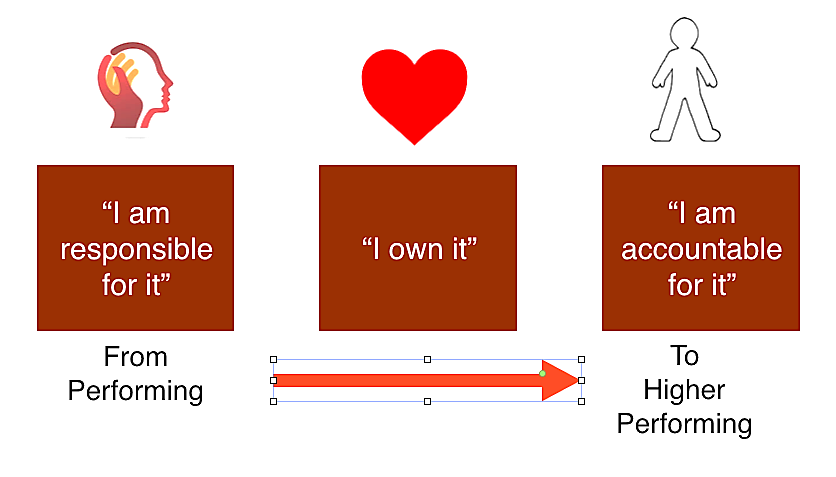 “I am
responsible
for it”
“I own it”
“I am
accountable
for it”
From
Performing
To
Higher
Performing